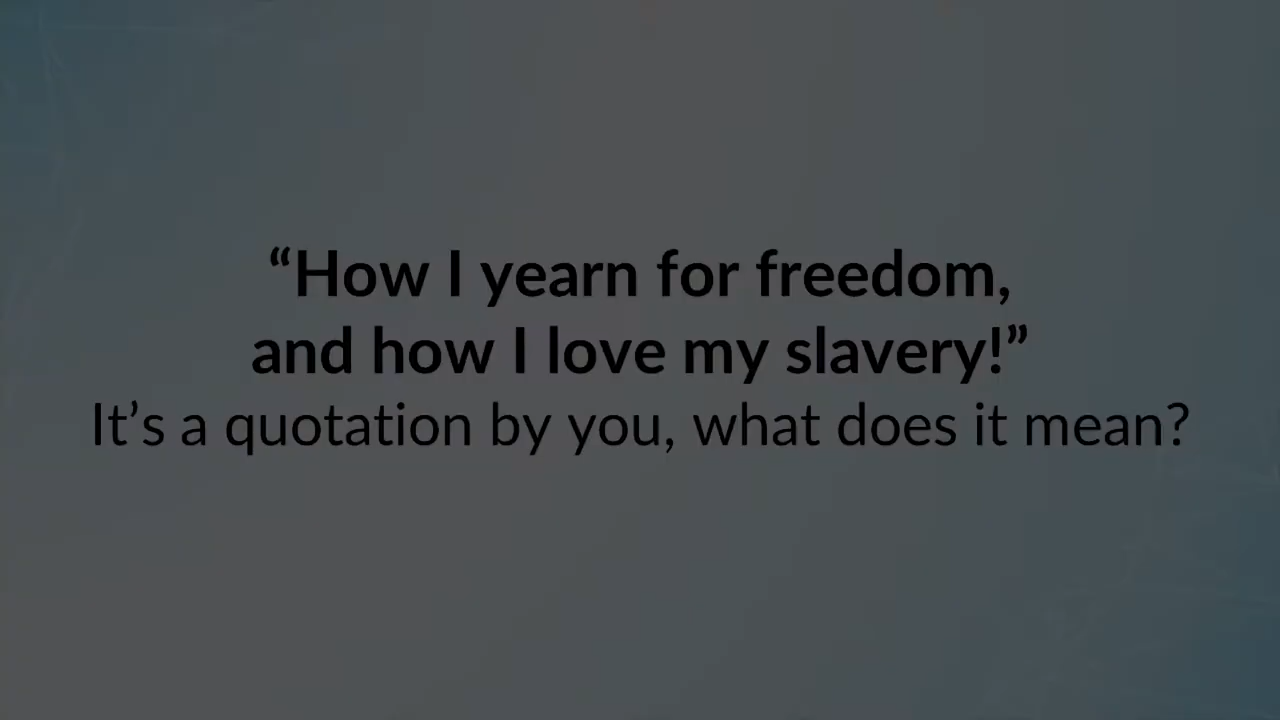 “How I yearn for freedom,
and how I love my slavery!”
It’s a quotation by you, what does it mean?